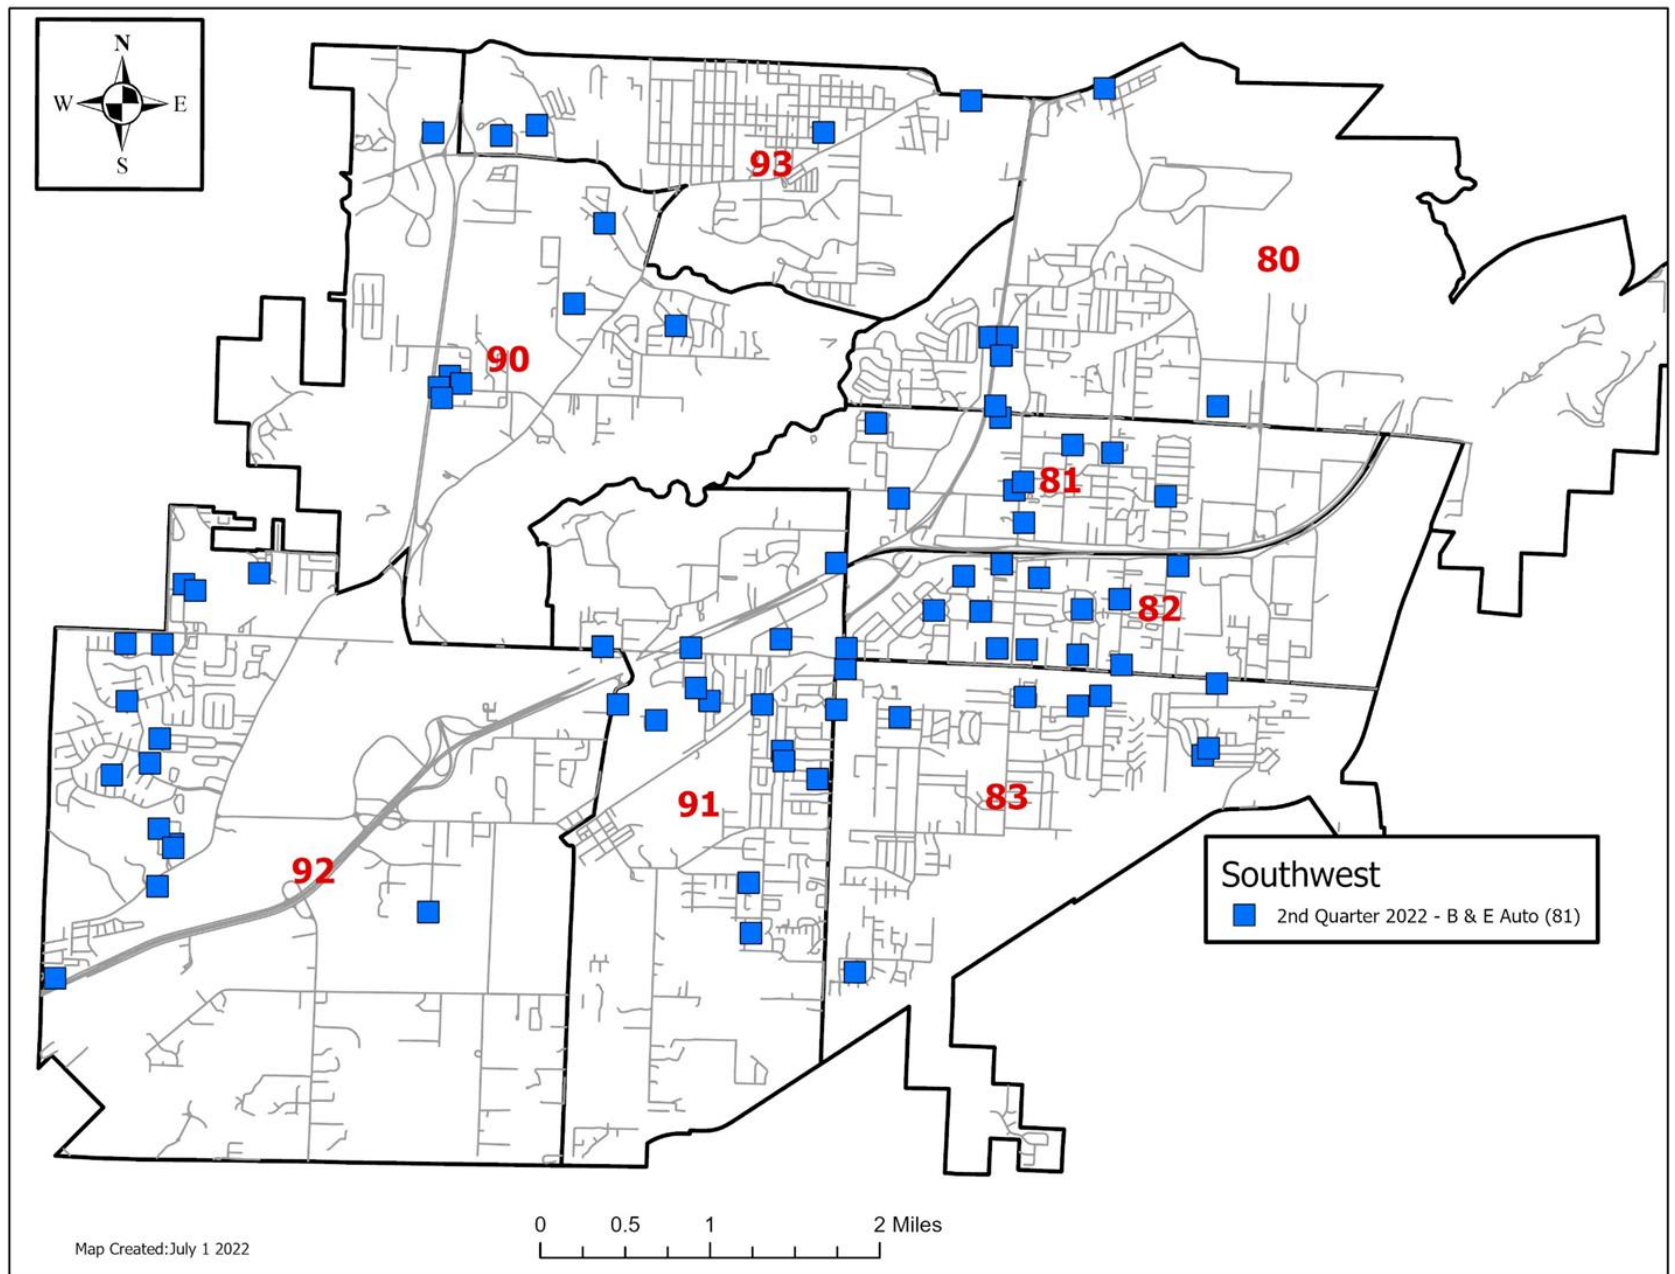 N
W E
S
93
80
90
81
82
91
83
92
Southwest
2nd Quarter 2022 - B & E Auto (81)
0 0.5 1 2 Miles
Map Created:July 1 2022